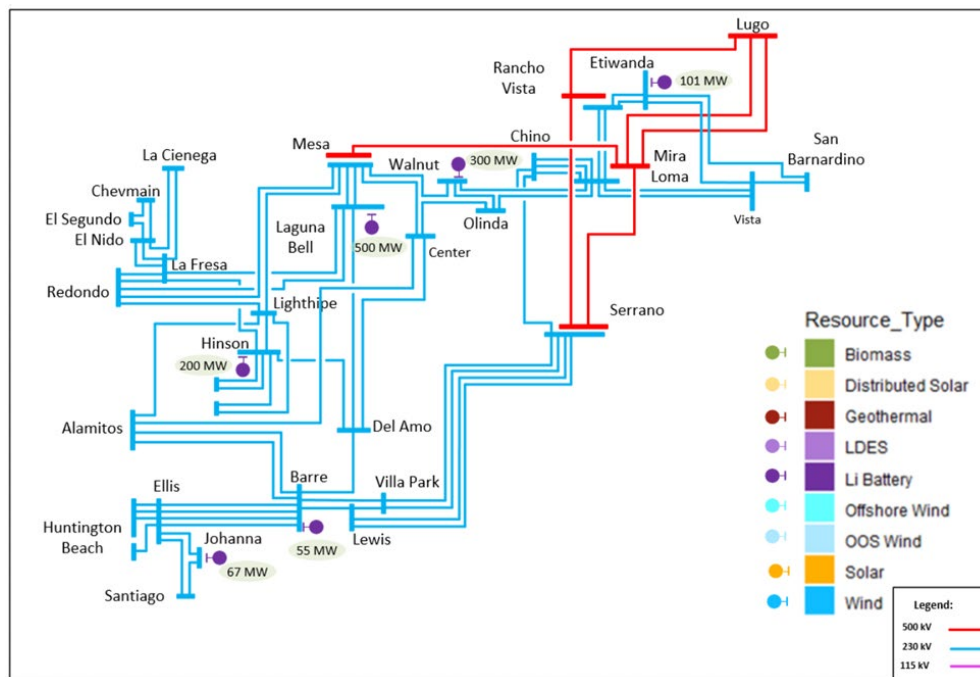 Lugo
Etiwanda
Rancho
Vista
101 MW
Chino
San
Barnardino
La Cienega
Mesa
Walnut
300 MW
Mira
Loma
Chevmain
El Segundo
El Nido
Laguna
Bell
500 MW
Olinda
Vista
Center
La Fresa
Redondo
Lighthipe
Serrano
Hinson
200 MW
Alamitos
Del Amo
Barre
Villa Park
Ellis
Huntington
Beach
Johanna
55 MW
Lewis
67 MW
Santiago
Resource_Type
Biomass
Distributed Solar
Geothermal
LDES
Li Battery
Offshore Wind
OOS Wind
Solar
Wind
Legend:
500 kV
230 kV
115 kV